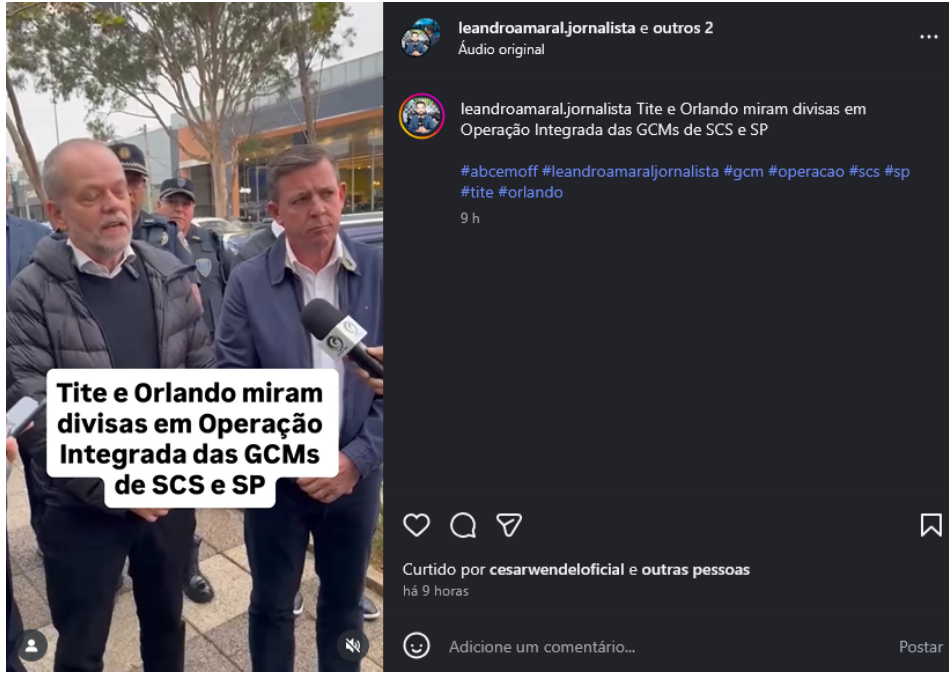 leandroamaral.jornalista e outros 2
Áudio original
leandroamaral.jornalista Tite e Orlando miram divisas em
Operação Integrada das GCMs de SCS e SP
#abcemoff #leandroamaraljornalista #gcm #operacao #scs #sp
#tite #orlando
9 h
Tite e Orlando miram
divisas em Operação
Integrada das GCMs
de SCS e SP
Curtido por cesarwendeloficial e outras pessoas
há 9 horas
Adicione um comentário...
Postar